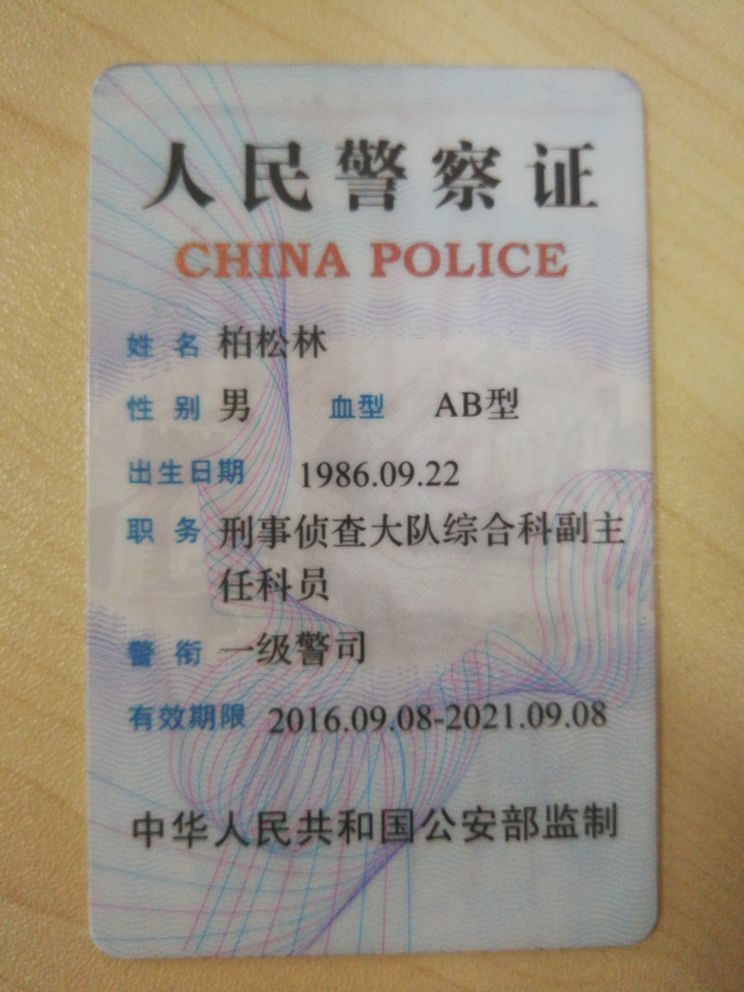 人民警察证
CHINA POLICE
姓名 柏松林
性别 男 血型 AB型
出生日期 1986.09.22
职务 刑事侦查大队综合科副主
任科员
警衔 一级警司
有效期限 2016.09.08-2021.09.08
中华人民共和国公安部监制